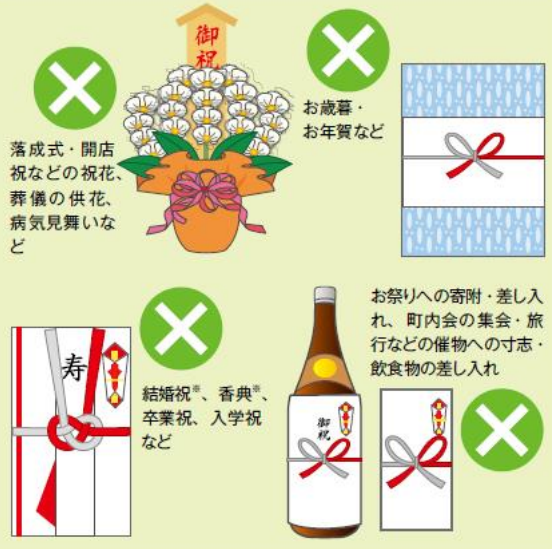 御祝
落成式・開店
祝などの祝花、
葬儀の供花、
病気見舞いな
ど
お歳暮・
お年賀など
寿
結婚祝※、香典※、
卒業祝、入学祝
など
お祭りへの寄附・差し入
れ、町内会の集会・旅
行などの催物への寸志・
飲食物の差し入れ
御祝